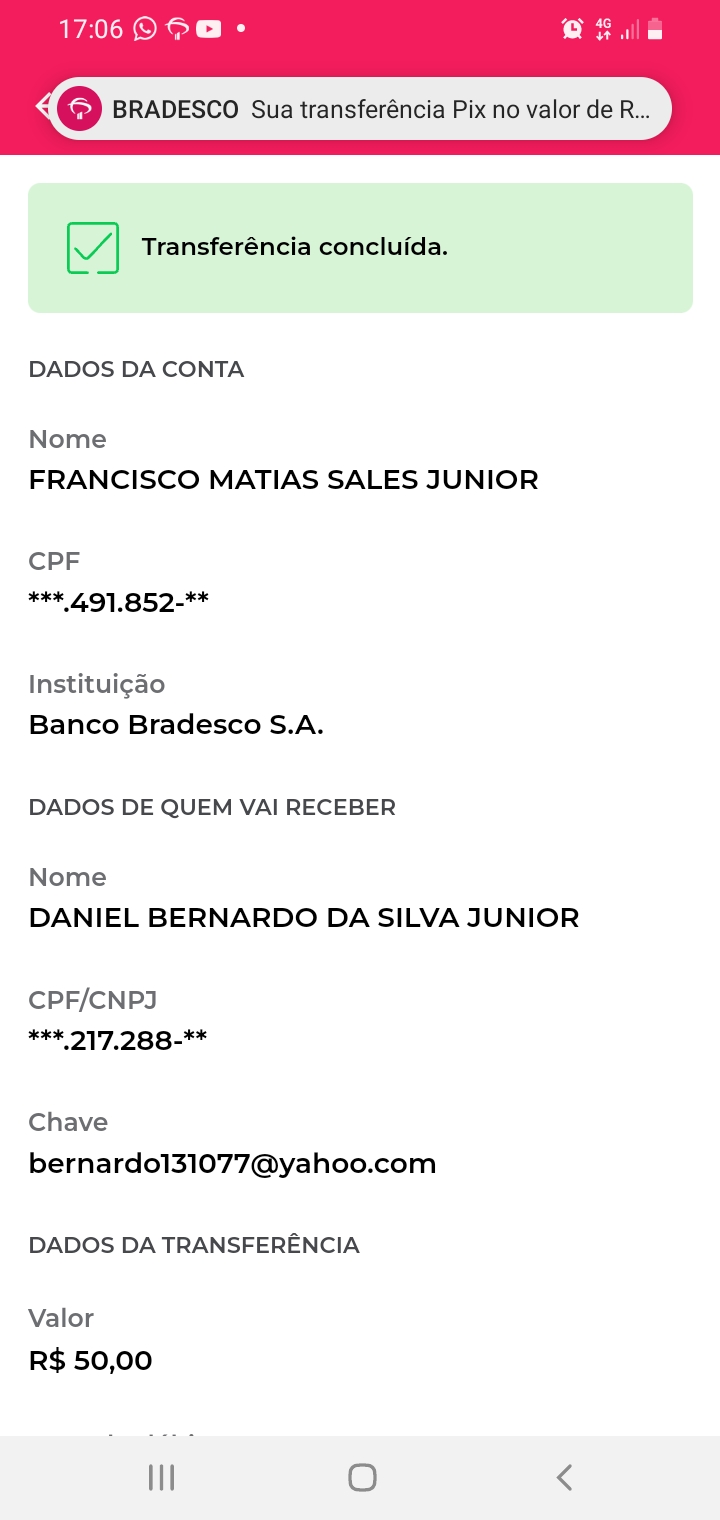 17:06
4G
BRADESCO Sua transferência Pix no valor de R...
Transferência concluída.
DADOS DA CONTA
Nome
FRANCISCO MATIAS SALES JUNIOR
CPF
***.491.852-**
Instituição
Banco Bradesco S.A.
DADOS DE QUEM VAI RECEBER
Nome
DANIEL BERNARDO DA SILVA JUNIOR
CPF/CNPJ
***.217.288-**
Chave
bernardo131077@yahoo.com
DADOS DA TRANSFERÊNCIA
Valor
R$ 50,00